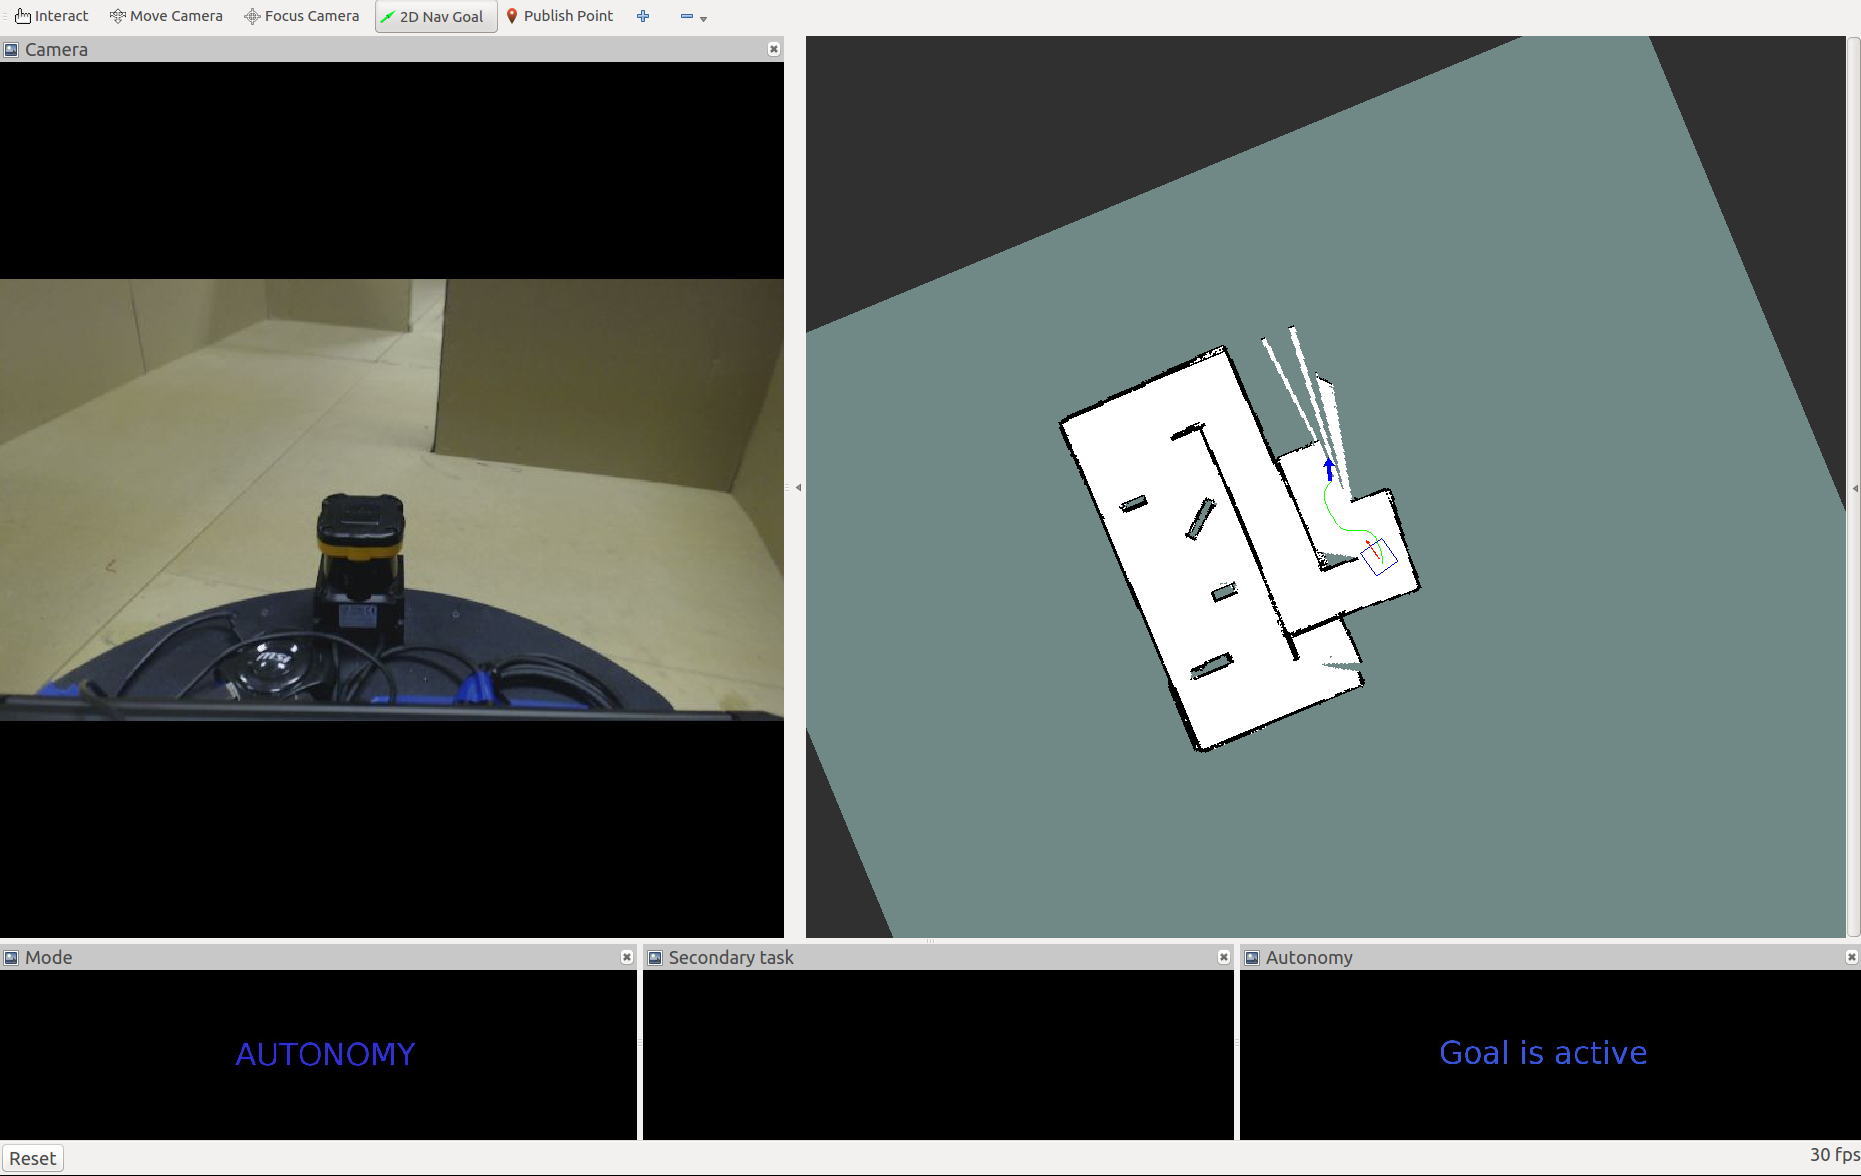 Interact Move Camera Focus Camera 2D Nav Goal Publish Point
Camera
msi
Mode
Secondary task
Autonomy
AUTONOMY
Goal is active
Reset
30 fps